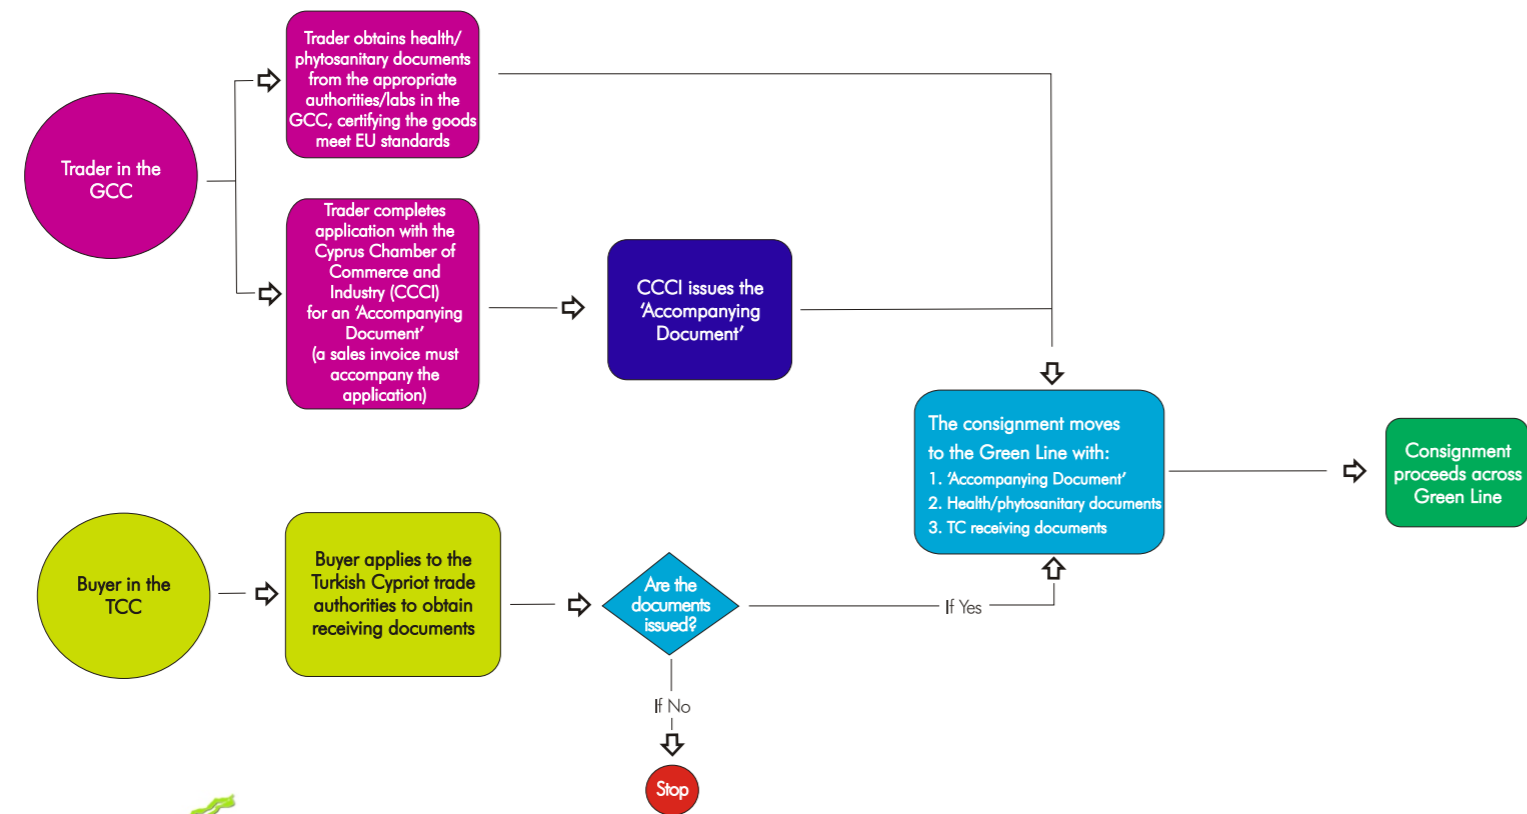 Trader obtains health/
phytosanitary documents
from the appropriate
authorities/labs in the
GCC, certifying the goods
meet EU standards
Trader in the
GCC
Trader completes
application with the
Cyprus Chamber of
Commerce and
Industry (CCCI)
for an ‘Accompanying
Document’
(a sales invoice must
accompany the
application)
CCCI issues the
‘Accompanying
Document’
The consignment moves
to the Green Line with:
1. ‘Accompanying Document’
2. Health/phytosanitary documents
3. TC receiving documents
Consignment
proceeds across
Green Line
Buyer in the
TCC
Buyer applies to the
Turkish Cypriot trade
authorities to obtain
receiving documents
Are the
documents
issued?
If Yes
If No
Stop